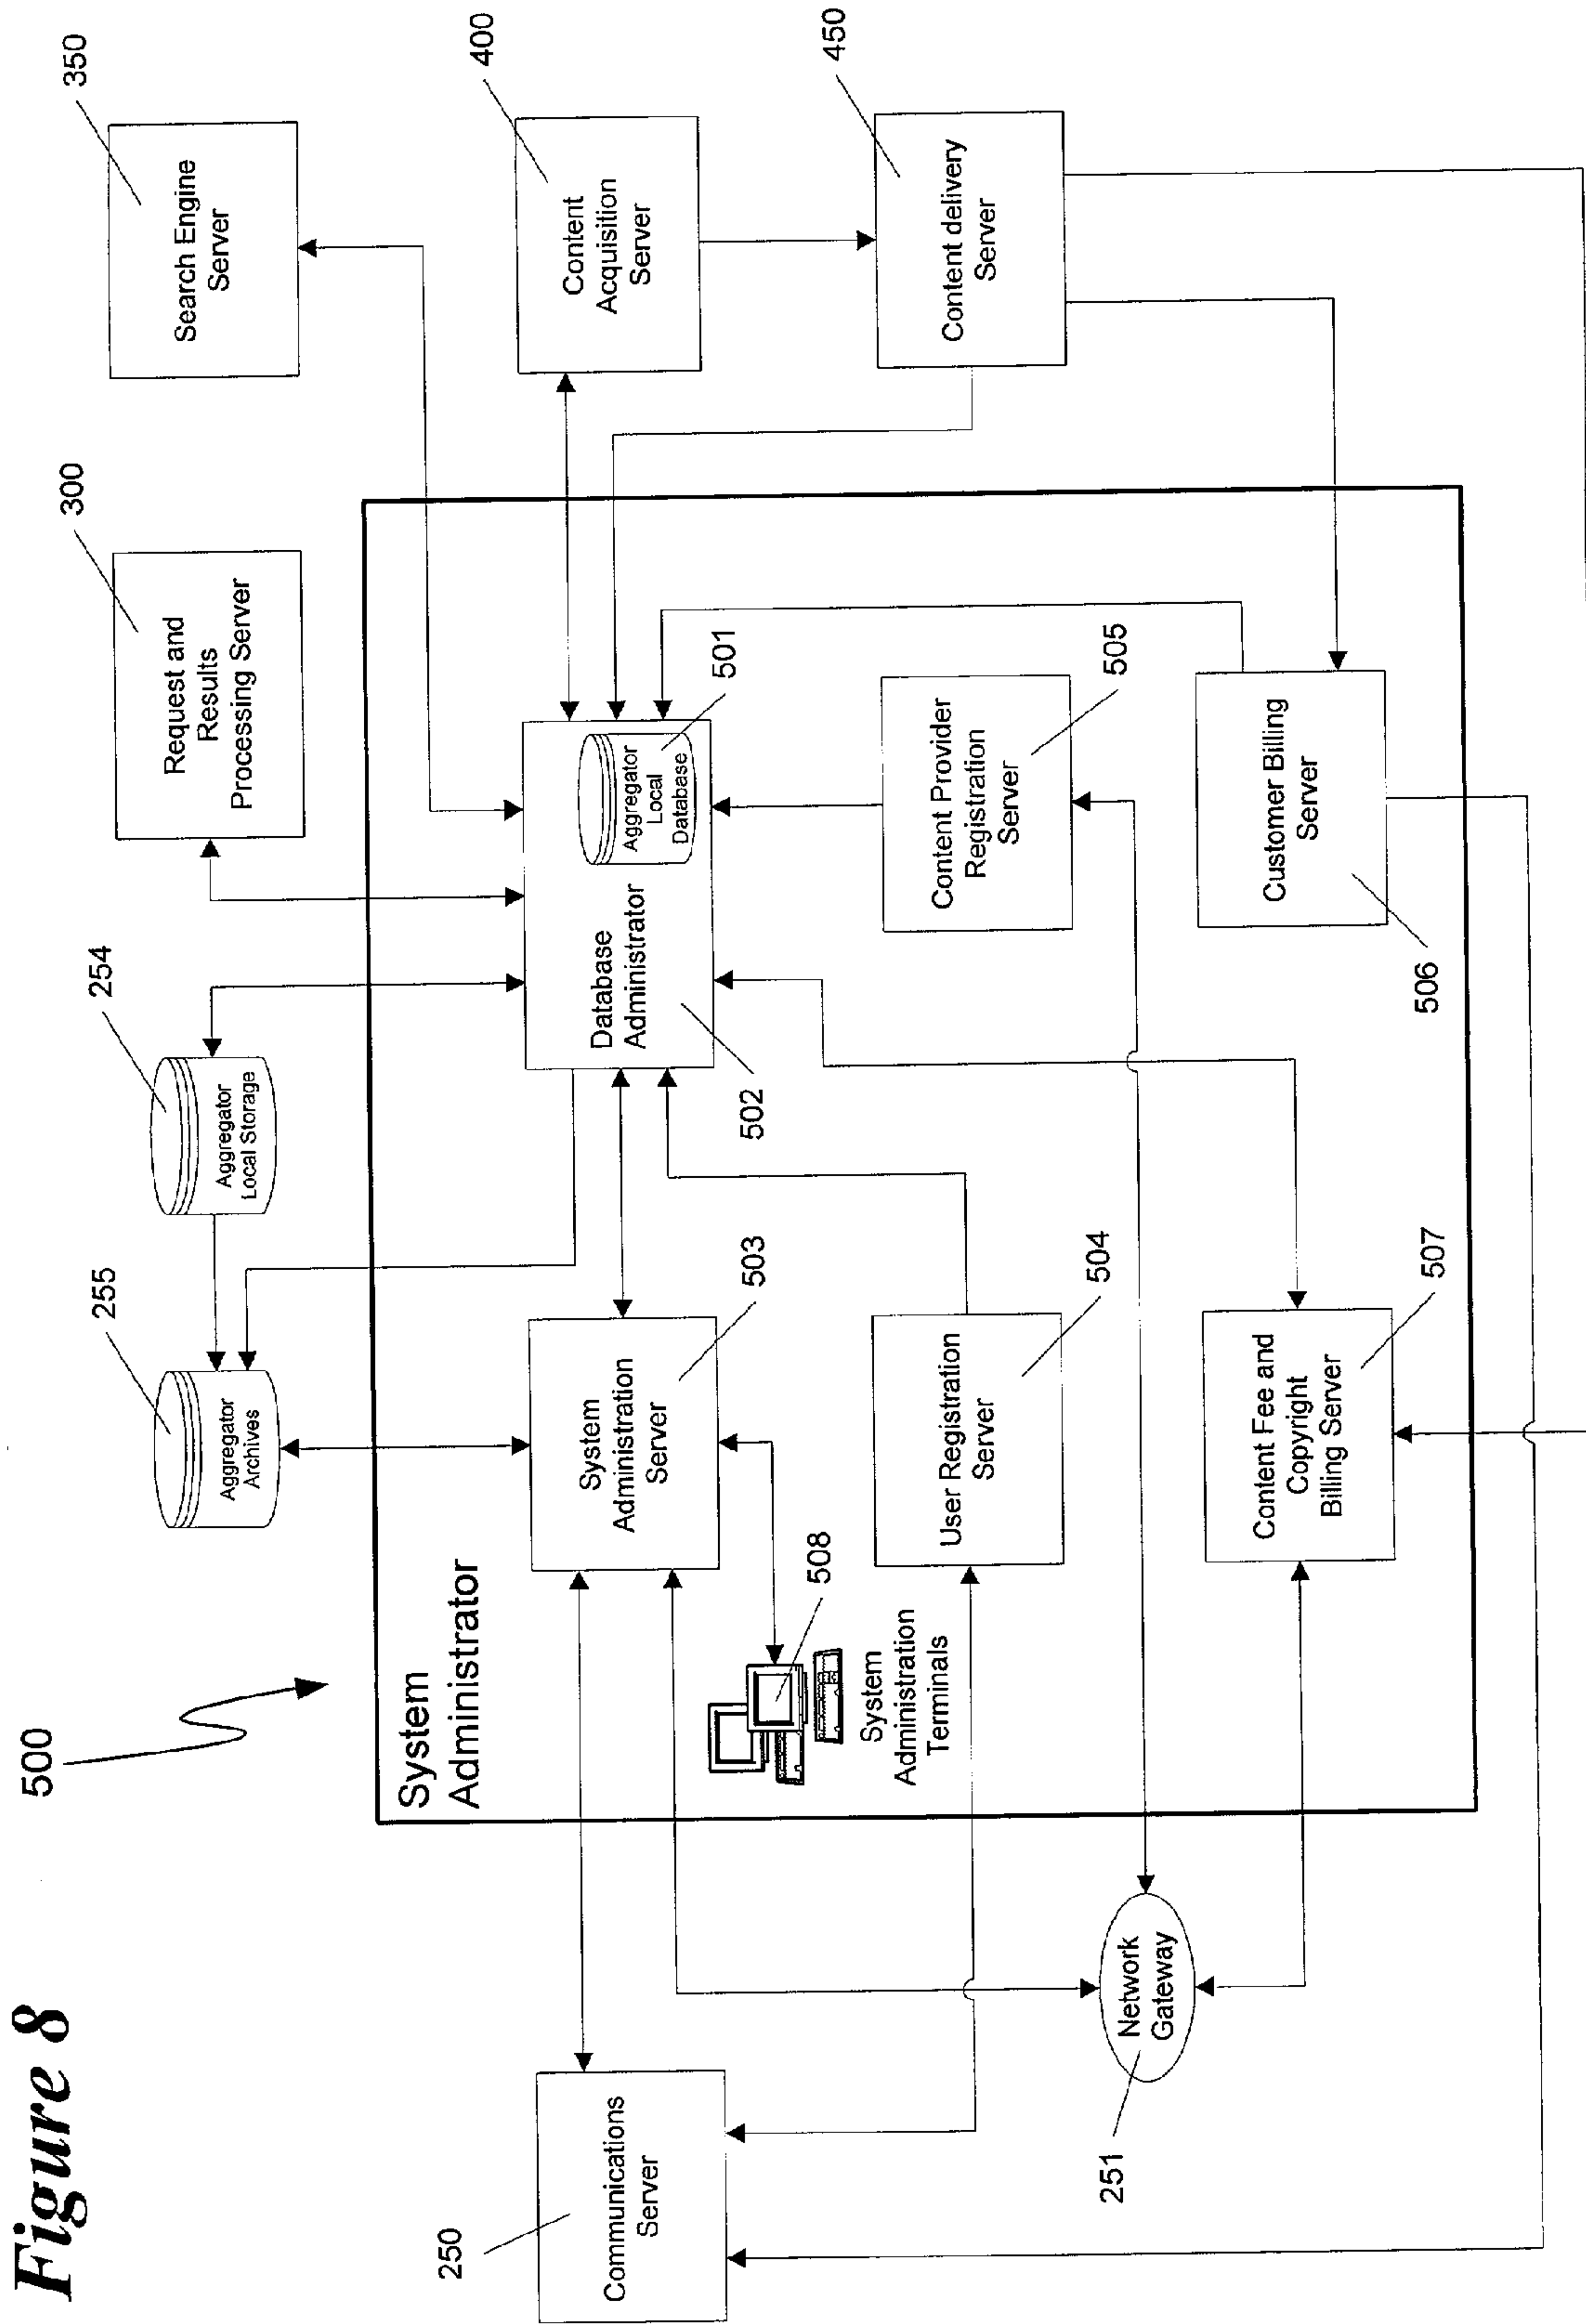 Figure 8
500
255
254
300
350
Aggregator
Archives
Aggregator
Local Storage
Request and
Results
Processing Server
Search Engine
Server
System
Administrator
250
Communications
Server
System
Administration
Server
503
Database
Administrator
502
Aggregator
Local
Database
501
Content
Acquisition
Server
400
508
System
Administration
Terminals
User Registration
Server
504
Content Provider
Registration
Server
505
Content delivery
Server
450
Network
Gateway
251
Content Fee and
Copyright
Billing Server
507
Customer Billing
Server
506